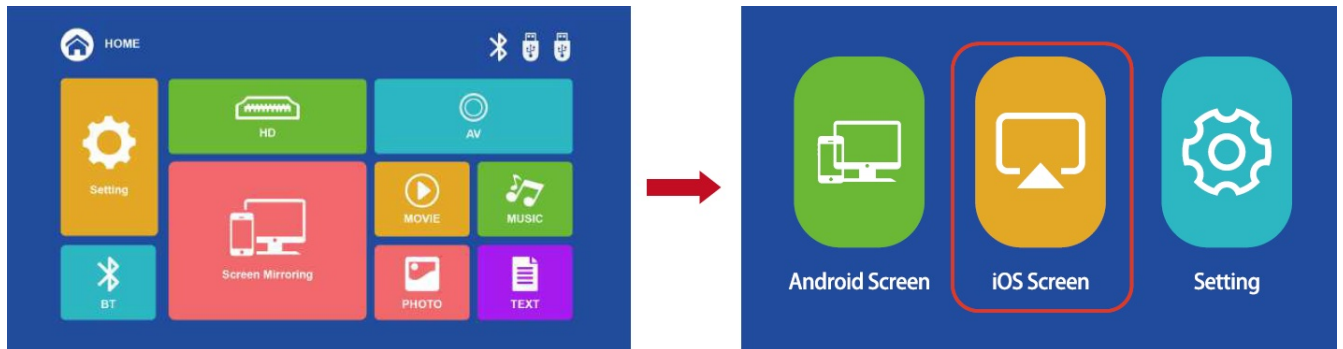 HOME
HD
AV
Setting
MOVIE
MUSIC
Screen Mirroring
BT
PHOTO
TEXT
Android Screen
iOS Screen
Setting